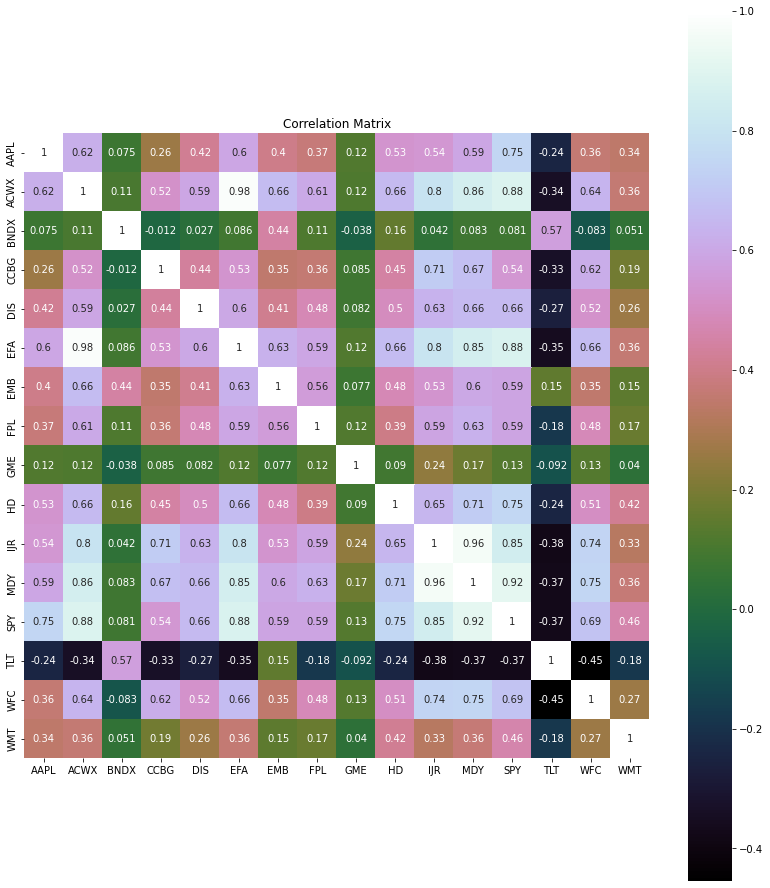 Correlation Matrix
AAPL 1 0.62 0.075 0.26 0.42 0.6 0.4 0.37 0.12 0.53 0.54 0.59 0.75 -0.24 0.36 0.34
ACWX 0.62 1 0.11 0.52 0.59 0.98 0.66 0.61 0.12 0.66 0.8 0.86 0.88 -0.34 0.64 0.36
BNDX 0.075 0.11 1 -0.012 0.027 0.086 0.44 0.11 -0.038 0.16 0.042 0.083 0.081 0.57 -0.083 0.051
CCBG 0.26 0.52 -0.012 1 0.44 0.53 0.35 0.36 0.085 0.45 0.71 0.67 0.54 -0.33 0.62 0.19
DIS 0.42 0.59 0.027 0.44 1 0.6 0.41 0.48 0.082 0.5 0.63 0.66 0.66 -0.27 0.52 0.26
EFA 0.6 0.98 0.086 0.53 0.6 1 0.63 0.59 0.12 0.66 0.8 0.85 0.88 -0.35 0.66 0.36
EMB 0.4 0.66 0.44 0.35 0.41 0.63 1 0.56 0.077 0.48 0.53 0.6 0.59 0.15 0.35 0.15
FPL 0.37 0.61 0.11 0.36 0.48 0.59 0.56 1 0.12 0.39 0.59 0.63 0.59 -0.18 0.48 0.17
GME 0.12 0.12 -0.038 0.085 0.082 0.12 0.077 0.12 1 0.09 0.24 0.17 0.13 -0.092 0.13 0.04
HD 0.53 0.66 0.16 0.45 0.5 0.66 0.48 0.39 0.09 1 0.65 0.71 0.75 -0.24 0.51 0.42
IJR 0.54 0.8 0.042 0.71 0.63 0.8 0.53 0.59 0.24 0.65 1 0.96 0.85 -0.38 0.74 0.33
MDY 0.59 0.86 0.083 0.67 0.66 0.85 0.6 0.63 0.17 0.71 0.96 1 0.92 -0.37 0.75 0.36
SPY 0.75 0.88 0.081 0.54 0.66 0.88 0.59 0.59 0.13 0.75 0.85 0.92 1 -0.37 0.69 0.46
TLT -0.24 -0.34 0.57 -0.33 -0.27 -0.35 0.15 -0.18 -0.092 -0.24 -0.38 -0.37 -0.37 1 -0.45 -0.18
WFC 0.36 0.64 -0.083 0.62 0.52 0.66 0.35 0.48 0.13 0.51 0.74 0.75 0.69 -0.45 1 0.27
WMT 0.34 0.36 0.051 0.19 0.26 0.36 0.15 0.17 0.04 0.42 0.33 0.36 0.46 -0.18 0.27 1
AAPL ACWX BNDX CCBG DIS EFA EMB FPL GME HD IJR MDY SPY TLT WFC WMT
1.0
0.8
0.6
0.4
0.2
0.0
−0.2
−0.4